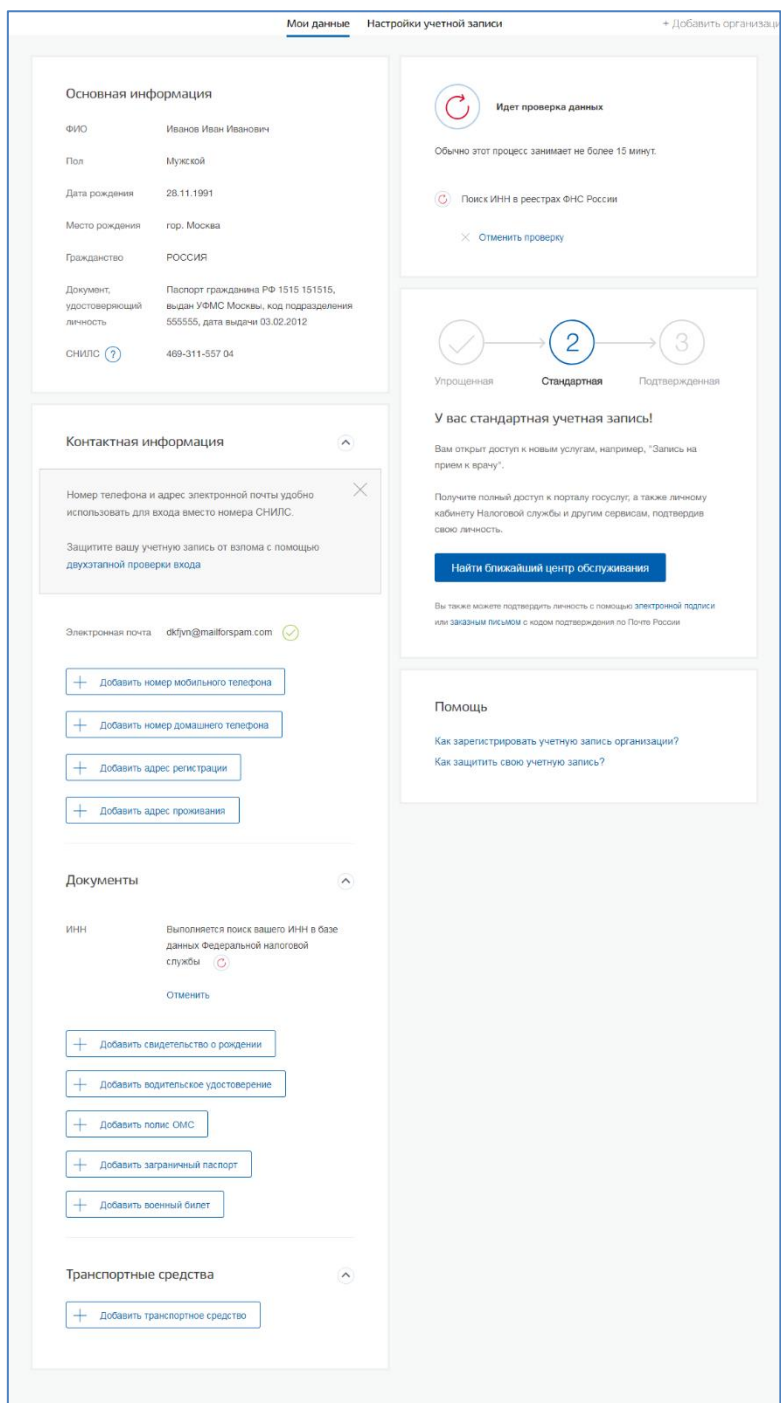 Мои данные
Настройки учетной записи
+ Добавить организаци
Основная информация
ФИО
Иванов Иван Иванович
Пол
Мужской
Дата рождения
28.11.1991
Место рождения
гор. Москва
Гражданство
РОССИЯ
Документ,
удостоверяющий
личность
Паспорт гражданина РФ 1515 151515,
выдан УФМС Москвы, код подразделения
555555, дата выдачи 03.02.2012
СНИЛС ?
469-311-557 04
Контактная информация
Номер телефона и адрес электронной почты удобно
использовать для входа вместо номера СНИЛС.
Защитите вашу учетную запись от взлома с помощью
двухэтапной проверки входа
Электронная почта
dkfjvn@mailforspam.com
Добавить номер мобильного телефона
Добавить номер домашнего телефона
Добавить адрес регистрации
Добавить адрес проживания
Документы
ИНН
Выполняется поиск вашего ИНН в базе
данных Федеральной налоговой
службы
Отменить
Добавить свидетельство о рождении
Добавить водительское удостоверение
Добавить полис ОМС
Добавить заграничный паспорт
Добавить военный билет
Транспортные средства
Добавить транспортное средство
Идет проверка данных
Обычно этот процесс занимает не более 15 минут.
Поиск ИНН в реестрах ФНС России
Отменить проверку
2
3
Упрощенная
Стандартная
Подтвержденная
У вас стандартная учетная запись!
Вам открыт доступ к новым услугам, например, "Запись на
прием к врачу".
Получите полный доступ к порталу госуслуг, а также личному
кабинету Налоговой службы и другим сервисам, подтвердив
свою личность.
Найти ближайший центр обслуживания
Вы также можете подтвердить личность с помощью электронной подписи
или заказным письмом с кодом подтверждения по Почте России
Помощь
Как зарегистрировать учетную запись организации?
Как защитить свою учетную запись?